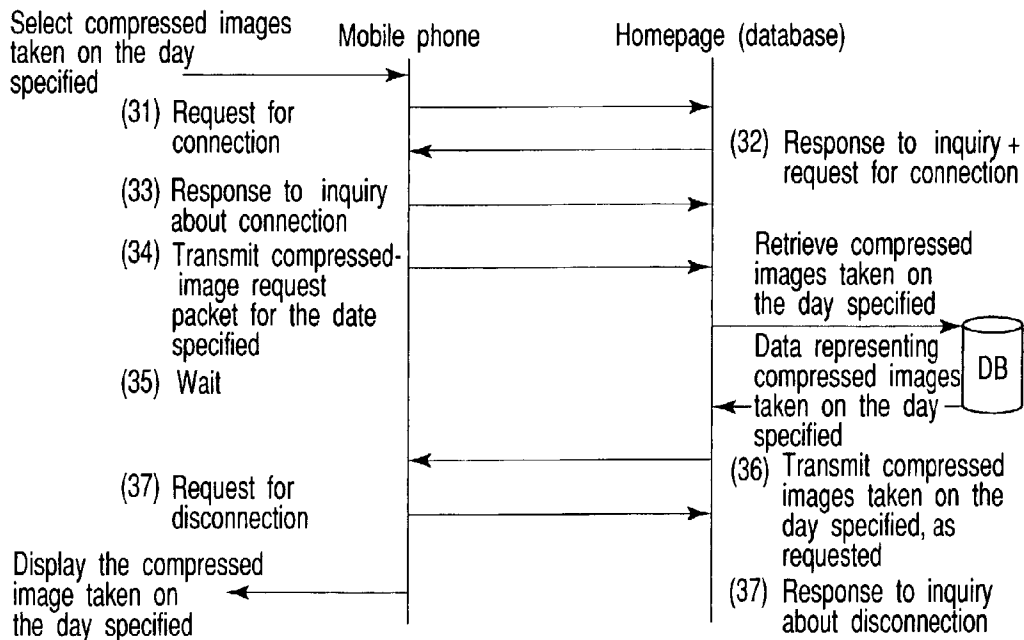 Select compressed images
taken on the day
specified
Mobile phone
Homepage (database)
(31) Request for
connection
(32) Response to inquiry +
request for connection
(33) Response to inquiry
about connection
(34) Transmit compressed-
image request
packet for the date
specified
Retrieve compressed
images taken on
the day specified
(35) Wait
Data representing
compressed images
taken on the day
specified
DB
(36) Transmit compressed
images taken on the
day specified, as
requested
(37) Request for
disconnection
Display the compressed
image taken on
the day specified
(37) Response to inquiry
about disconnection